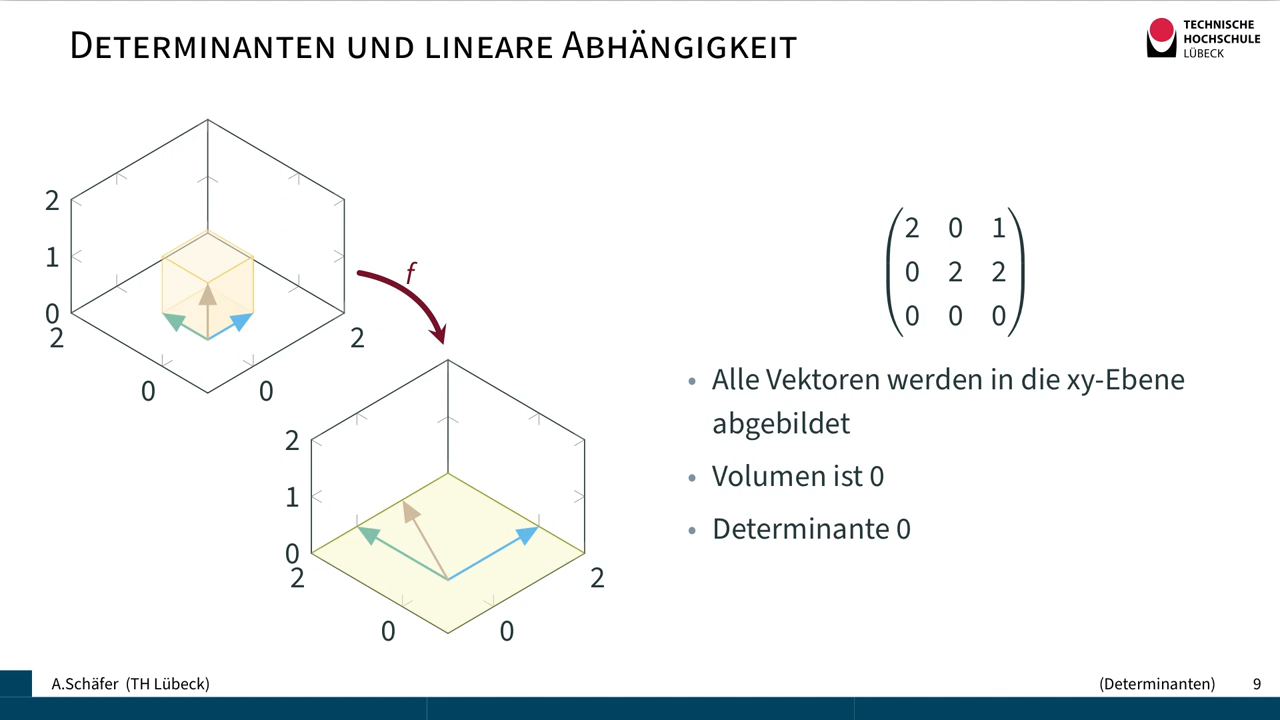 Determinanten und lineare Abhängigkeit
TECHNISCHE
HOCHSCHULE
LÜBECK
2
1
0
2
2
0
0
f
2
1
0
2
2
0
0
2 0 1
0 2 2
0 0 0
• Alle Vektoren werden in die xy-Ebene
abgebildet
• Volumen ist 0
• Determinante 0
A.Schäfer (TH Lübeck)
(Determinanten)
9